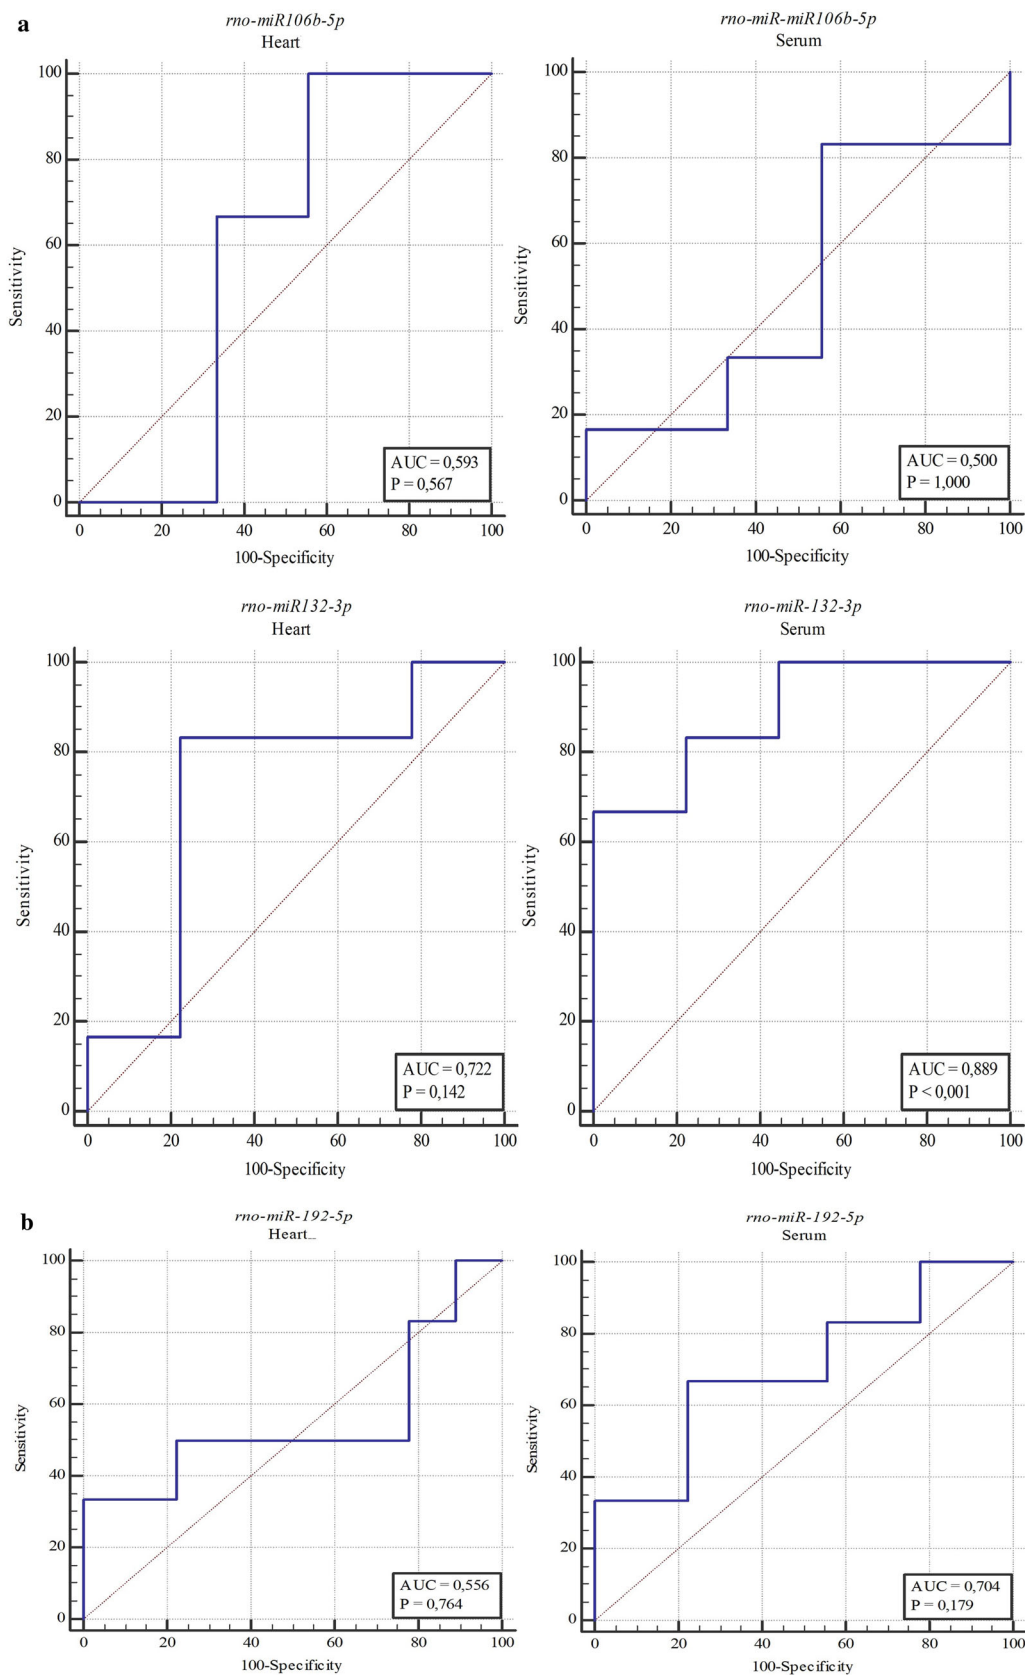 a
rno-miR106b-5p
Heart
100
80
60
40
20
0
Sensitivity
0 20 40 60 80 100
100-Specificity
AUC = 0,593
P = 0,567
rno-miR-miR106b-5p
Serum
100
80
60
40
20
0
Sensitivity
0 20 40 60 80 100
100-Specificity
AUC = 0,500
P = 1,000
rno-miR132-3p
Heart
100
80
60
40
20
0
Sensitivity
0 20 40 60 80 100
100-Specificity
AUC = 0,722
P = 0,142
rno-miR-132-3p
Serum
100
80
60
40
20
0
Sensitivity
0 20 40 60 80 100
100-Specificity
AUC = 0,889
P < 0,001
b
rno-miR-192-5p
Heart_
100
80
60
40
20
0
Sensitivity
0 20 40 60 80 100
100-Specificity
AUC = 0,556
P = 0,764
rno-miR-192-5p
Serum
100
80
60
40
20
0
Sensitivity
0 20 40 60 80 100
100-Specificity
AUC = 0,704
P = 0,179